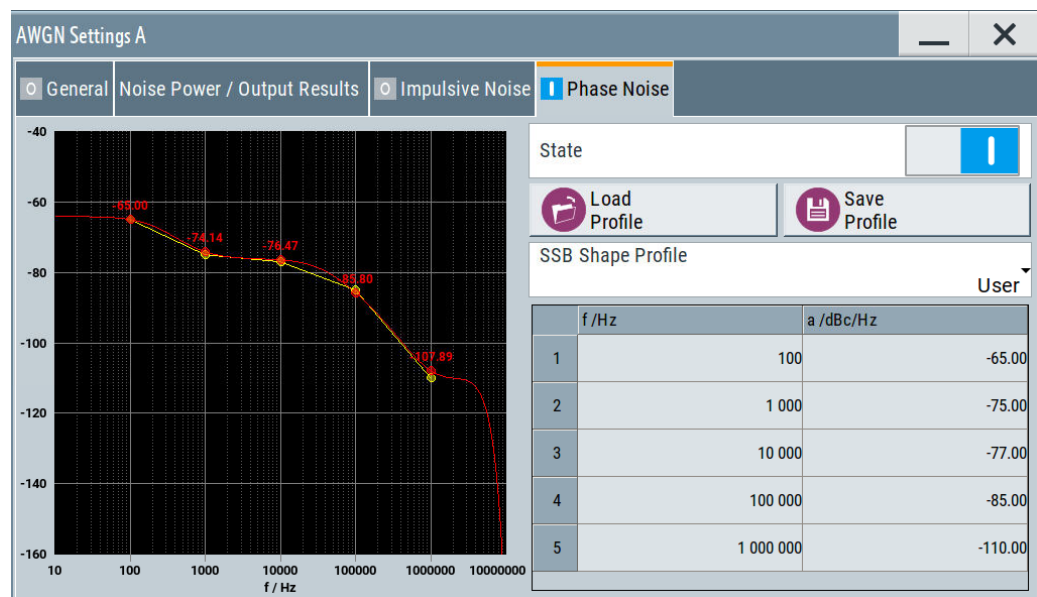 AWGN Settings A
General
Noise Power / Output Results
Impulsive Noise
Phase Noise
-40
-60
-80
-100
-120
-140
-160
10 100 1000 10000 100000 1000000 10000000
f / Hz
-65.00
-74.14
-76.47
-85.80
-107.89
State
Load
Profile
Save
Profile
SSB Shape Profile
User
f /Hz a /dBc/Hz
1 100 -65.00
2 1 000 -75.00
3 10 000 -77.00
4 100 000 -85.00
5 1 000 000 -110.00